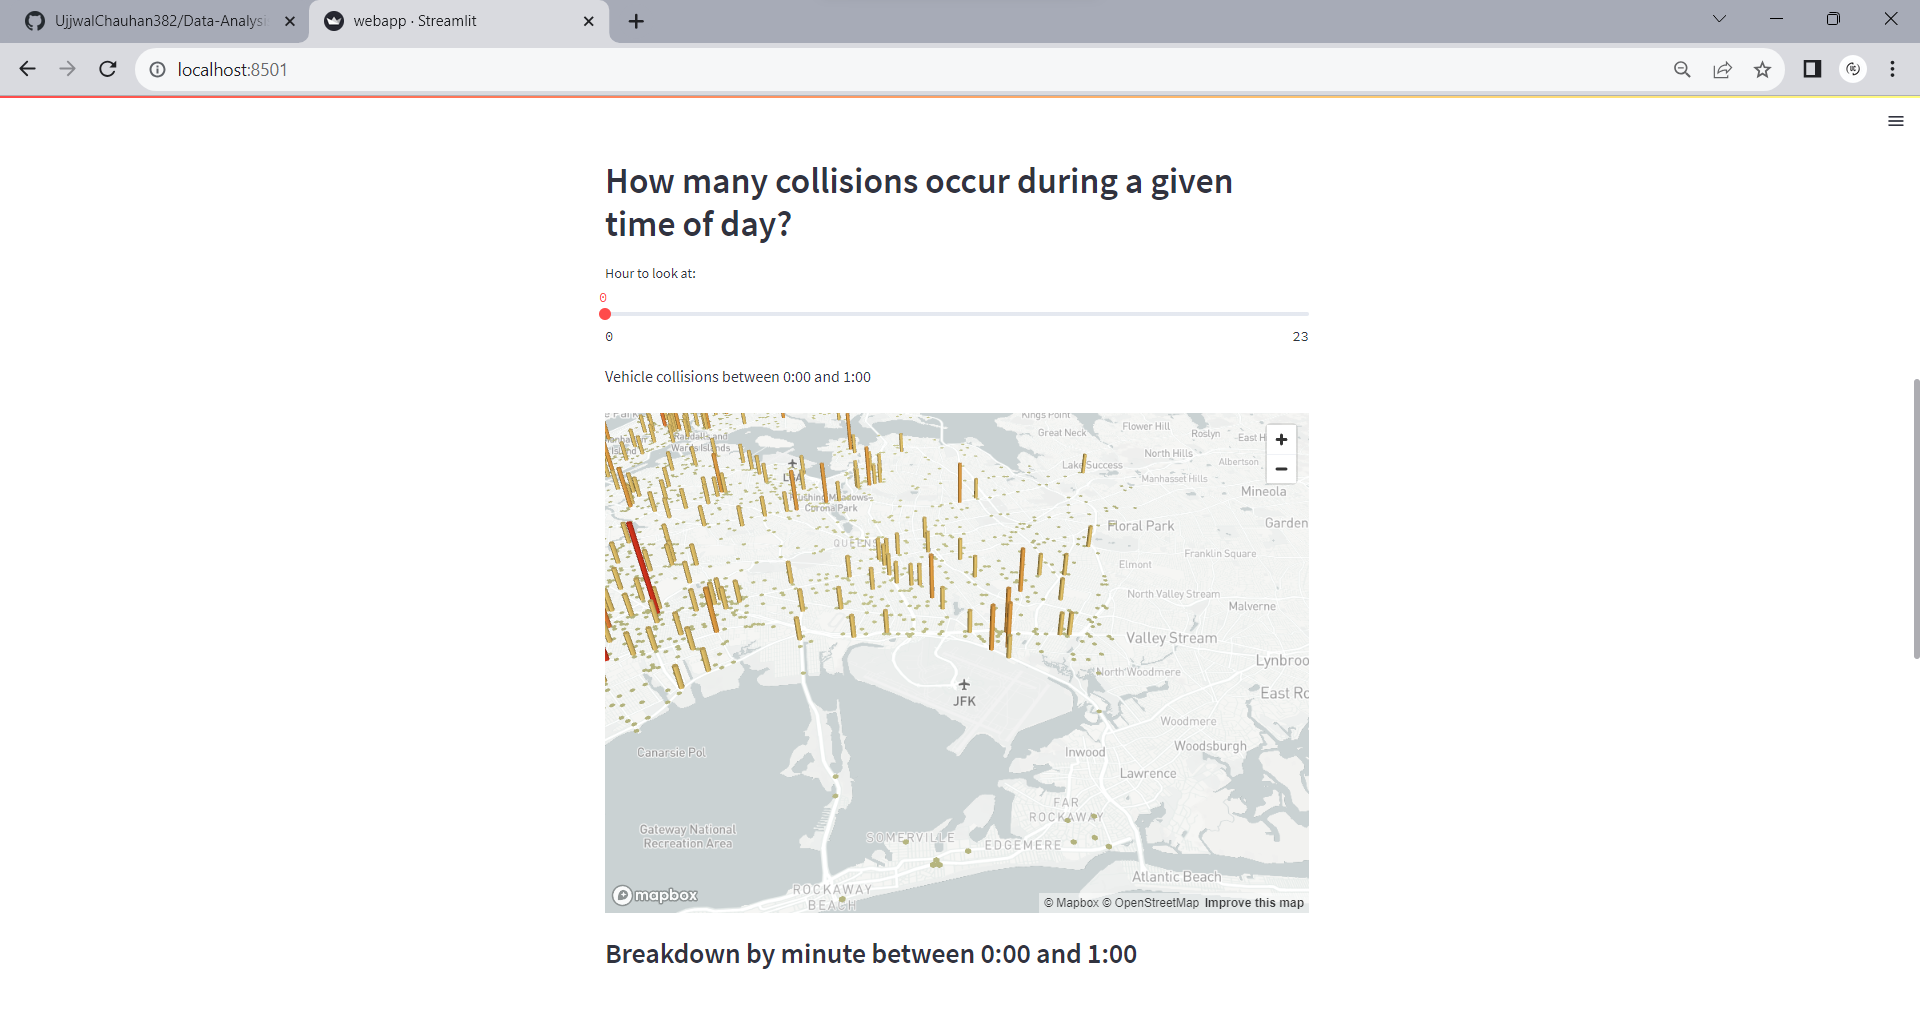 UjjwalChauhan382/Data-Analysi
webapp · Streamlit
localhost:8501
How many collisions occur during a given
time of day?
Hour to look at:
0
0
23
Vehicle collisions between 0:00 and 1:00
Kings Point
Great Neck
Flower Hill
Roslyn
East H
Randalls and
Wards Islands
North Hills
Albertson
Lake Success
Manhasset Hills
Mineola
Flushing Meadows-
Corona Park
Floral Park
Garden
QUEENS
Franklin Square
Elmont
North Valley Stream
Malverne
Valley Stream
Lynbroo
North Woodmere
JFK
East Ro
Woodmere
Canarsie Pol
Inwood
Woodsburgh
Lawrence
FAR
ROCKAWAY
Gateway National
Recreation Area
SOMERVILLE
EDGEMERE
Atlantic Beach
ROCKAWAY
BEACH
mapbox
© Mapbox © OpenStreetMap Improve this map
Breakdown by minute between 0:00 and 1:00